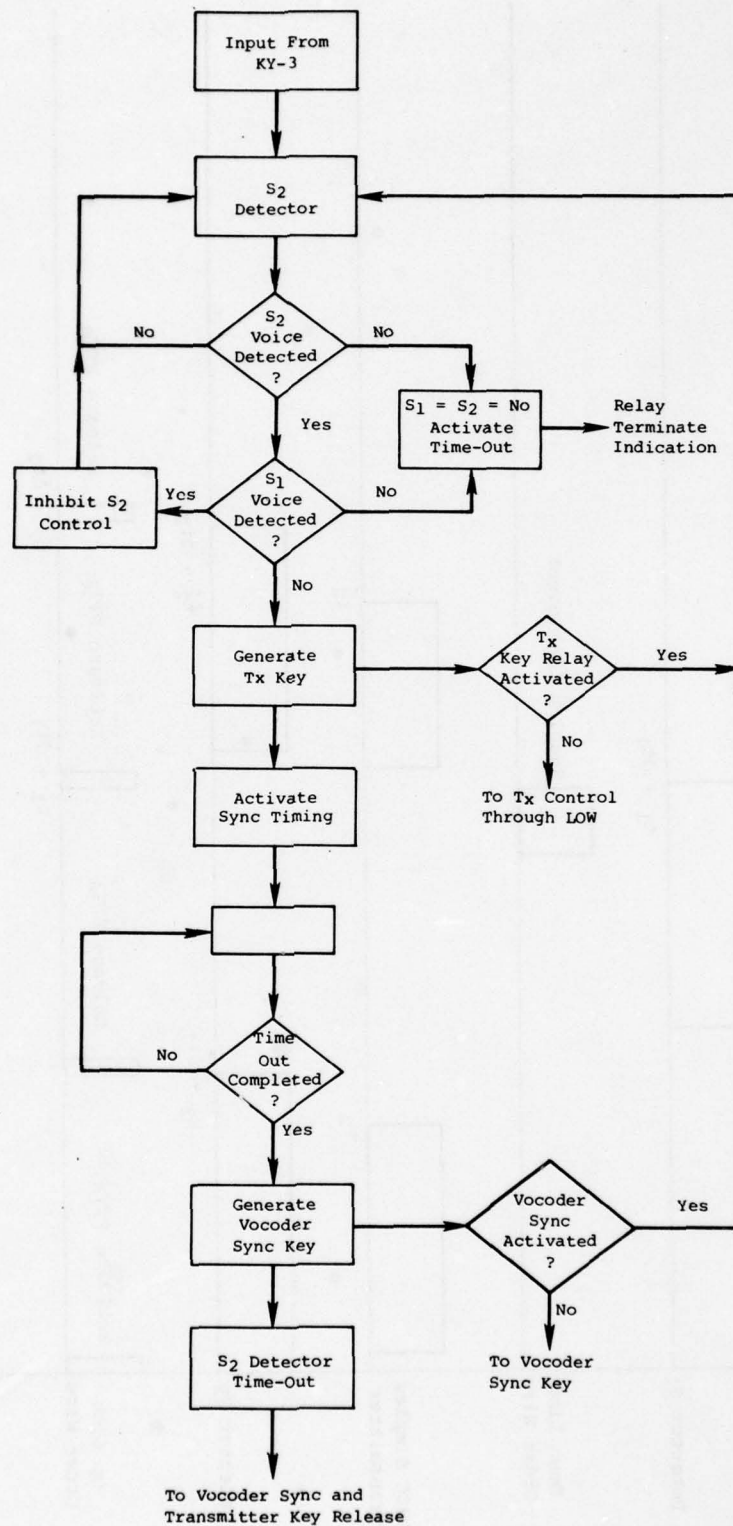 Input From
KY-3
S2
Detector
S2
Voice
Detected
?
No
No
Yes
S1 = S2 = No
Activate
Time-Out
Relay
Terminate
Indication
Inhibit S2
Control
Yes
S1
Voice
Detected
?
No
No
Generate
Tx Key
Tx
Key Relay
Activated
?
Yes
No
To Tx Control
Through LOW
Activate
Sync Timing
Time
Out
Completed
?
No
Yes
Generate
Vocoder
Sync Key
Vocoder
Sync
Activated
?
Yes
No
To Vocoder
Sync Key
S2 Detector
Time-Out
To Vocoder Sync and
Transmitter Key Release